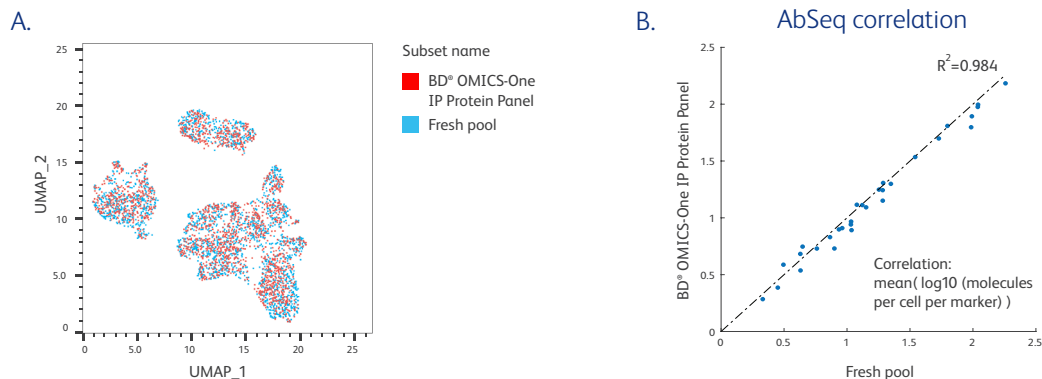 A.
25
20
15
10
5.0
0
UMAP_2
0 5.0 10 15 20 25
UMAP_1
Subset name
BD® OMICS-One
IP Protein Panel
Fresh pool
B.
AbSeq correlation
2.5
2
1.5
1
0.5
0
BD® OMICS-One IP Protein Panel
R²=0.984
Correlation:
mean( log10 (molecules
per cell per marker) )
0 0.5 1 1.5 2 2.5
Fresh pool